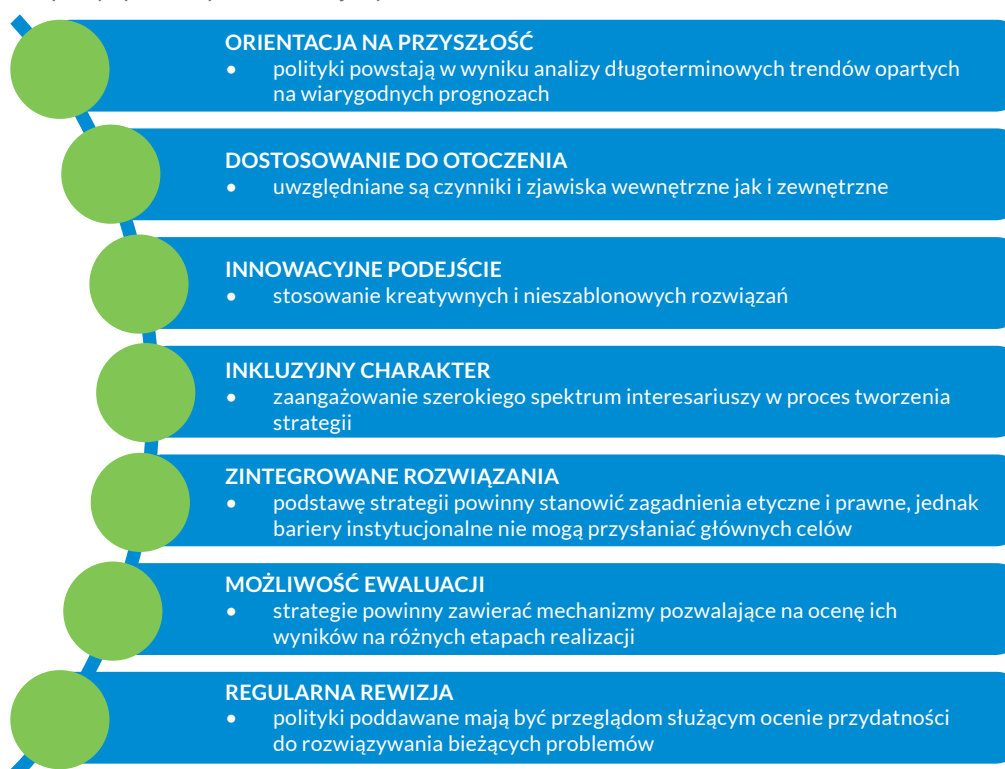 ORIENTACJA NA PRZYSZŁOŚĆ
• polityki powstają w wyniku analizy długoterminowych trendów opartych
na wiarygodnych prognozach
DOSTOSOWANIE DO OTOCZENIA
• uwzględniane są czynniki i zjawiska wewnętrzne jak i zewnętrzne
INNOWACYJNE PODEJŚCIE
• stosowanie kreatywnych i nieszablonowych rozwiązań
INKLUZYJNY CHARAKTER
• zaangażowanie szerokiego spektrum interesariuszy w proces tworzenia
strategii
ZINTEGROWANE ROZWIĄZANIA
• podstawę strategii powinny stanowić zagadnienia etyczne i prawne, jednak
bariery instytucjonalne nie mogą przysłaniać głównych celów
MOŻLIWOŚĆ EWALUACJI
• strategie powinny zawierać mechanizmy pozwalające na ocenę ich
wyników na różnych etapach realizacji
REGULARNA REWIZJA
• polityki poddawane mają być przeglądom służącym ocenie przydatności
do rozwiązywania bieżących problemów